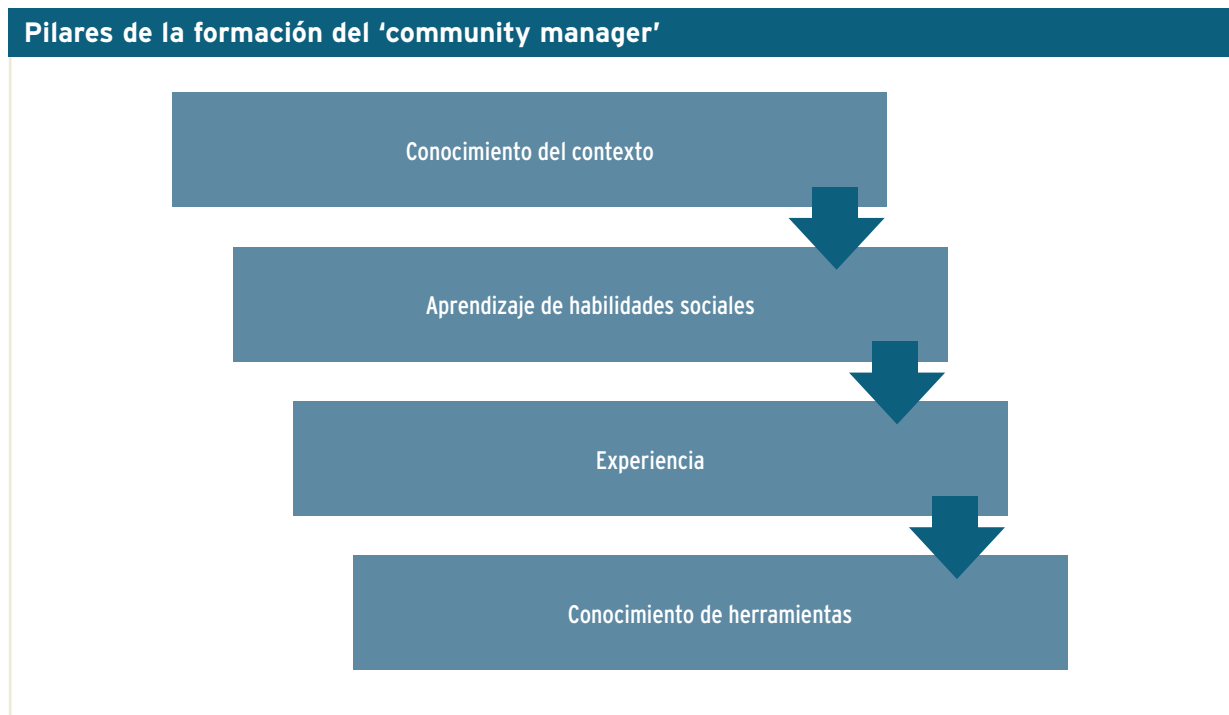 Pilares de la formación del ‘community manager’
Conocimiento del contexto
Aprendizaje de habilidades sociales
Experiencia
Conocimiento de herramientas